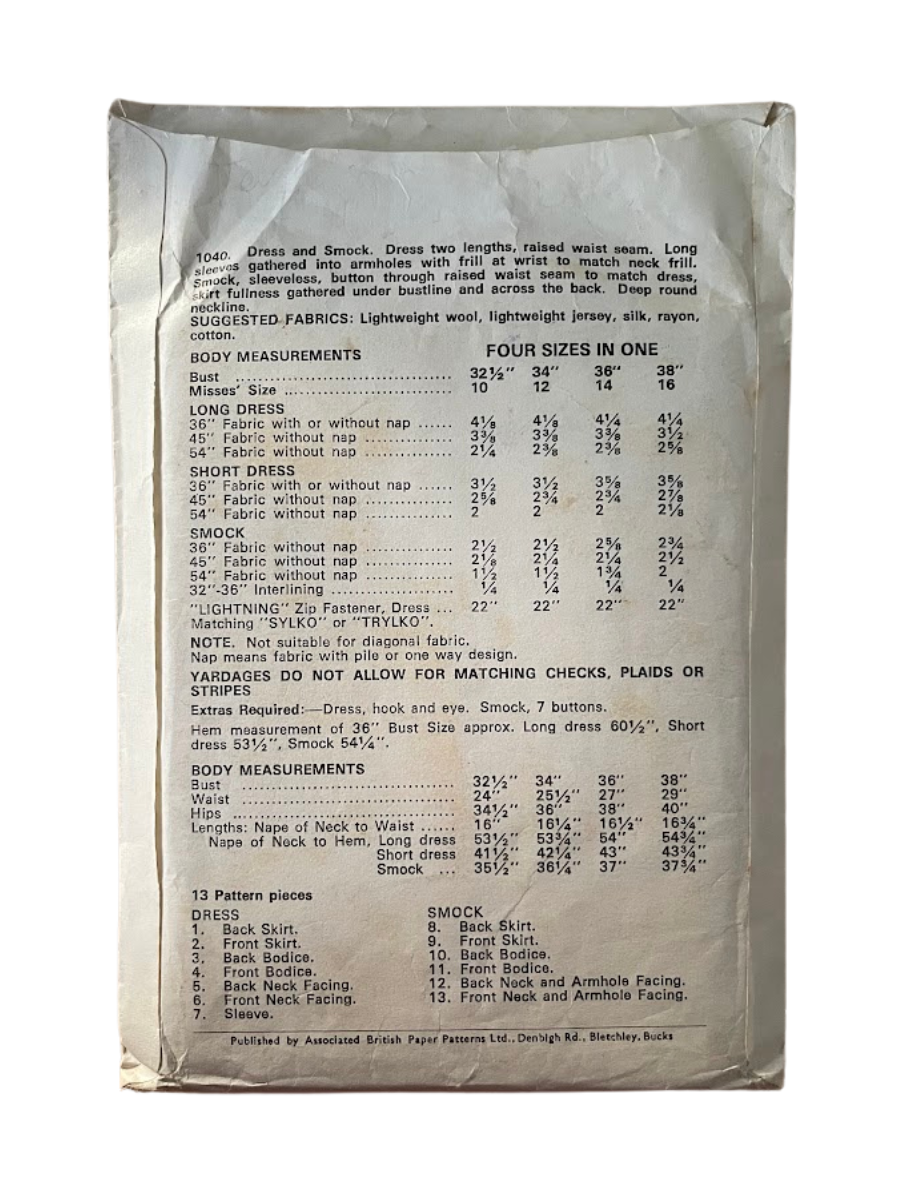 1040. Dress and Smock. Dress two lengths, raised waist seam. Long
sleeves gathered into armholes with frill at wrist to match neck frill.
Smock, sleeveless, button through raised waist seam to match dress,
skirt fullness gathered under bustline and across the back. Deep round
neckline.
SUGGESTED FABRICS: Lightweight wool, lightweight jersey, silk, rayon,
cotton.
BODY MEASUREMENTS FOUR SIZES IN ONE
Bust .................................. 32½" 34" 36" 38"
Misses' Size .......................... 10 12 14 16
LONG DRESS
36" Fabric with or without nap ...... 4⅛ 4⅛ 4¼ 4¼
45" Fabric without nap .............. 3⅜ 3⅜ 3⅜ 3½
54" Fabric without nap .............. 2¼ 2⅜ 2⅜ 2⅝
SHORT DRESS
36" Fabric with or without nap ...... 3½ 3½ 3⅝ 3⅝
45" Fabric without nap .............. 2⅝ 2¾ 2¾ 2⅞
54" Fabric without nap .............. 2 2 2 2⅛
SMOCK
36" Fabric without nap .............. 2½ 2½ 2⅝ 2¾
45" Fabric without nap .............. 2⅛ 2¼ 2¼ 2½
54" Fabric without nap .............. 1½ 1½ 1¾ 2
32"-36" Interlining .................... ¼ ¼ ¼ ¼
"LIGHTNING" Zip Fastener, Dress ... 22" 22" 22" 22"
Matching "SYLKO" or "TRYLKO".
NOTE. Not suitable for diagonal fabric.
Nap means fabric with pile or one way design.
YARDAGES DO NOT ALLOW FOR MATCHING CHECKS, PLAIDS OR
STRIPES
Extras Required:—Dress, hook and eye. Smock, 7 buttons.
Hem measurement of 36" Bust Size approx. Long dress 60½", Short
dress 53½", Smock 54¼".
BODY MEASUREMENTS
Bust .................................. 32½" 34" 36" 38"
Waist .................................. 24" 25½" 27" 29"
Hips .................................. 34½" 36" 38" 40"
Lengths: Nape of Neck to Waist ...... 16" 16¼" 16½" 16¾"
Nape of Neck to Hem, Long dress 53½" 53¾" 54" 54¾"
Short dress 41½" 42¼" 43" 43¾"
Smock ... 35½" 36¼" 37" 37¾"
13 Pattern pieces
DRESS
1. Back Skirt.
2. Front Skirt.
3. Back Bodice.
4. Front Bodice.
5. Back Neck Facing.
6. Front Neck Facing.
7. Sleeve.
SMOCK
8. Back Skirt.
9. Front Skirt.
10. Back Bodice.
11. Front Bodice.
12. Back Neck and Armhole Facing.
13. Front Neck and Armhole Facing.
Published by Associated British Paper Patterns Ltd., Denbigh Rd., Bletchley, Bucks